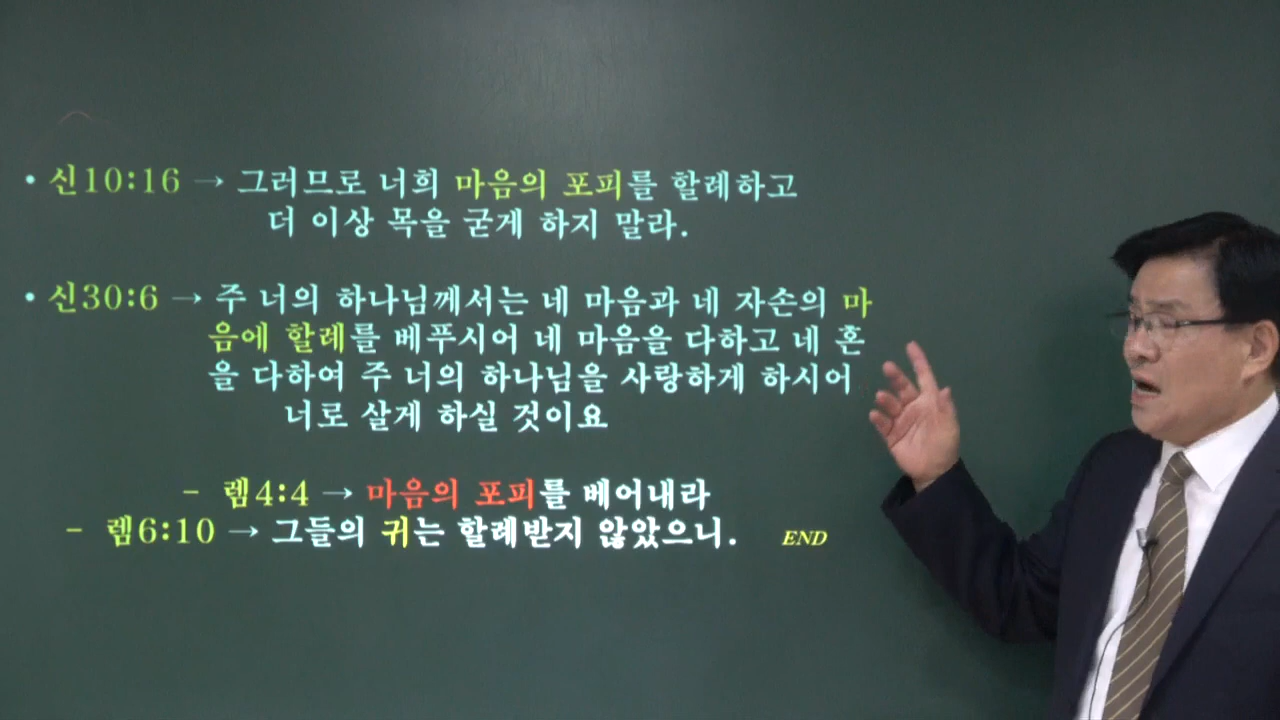 • 신10:16 → 그러므로 너희 마음의 포피를 할례하고
더 이상 목을 굳게 하지 말라.
• 신30:6 → 주 너의 하나님께서는 네 마음과 네 자손의 마
음에 할례를 베푸시어 네 마음을 다하고 네 혼
을 다하여 주 너의 하나님을 사랑하게 하시어
너로 살게 하실 것이요
- 렘4:4 → 마음의 포피를 베어내라
- 렘6:10 → 그들의 귀는 할례받지 않았으니. END